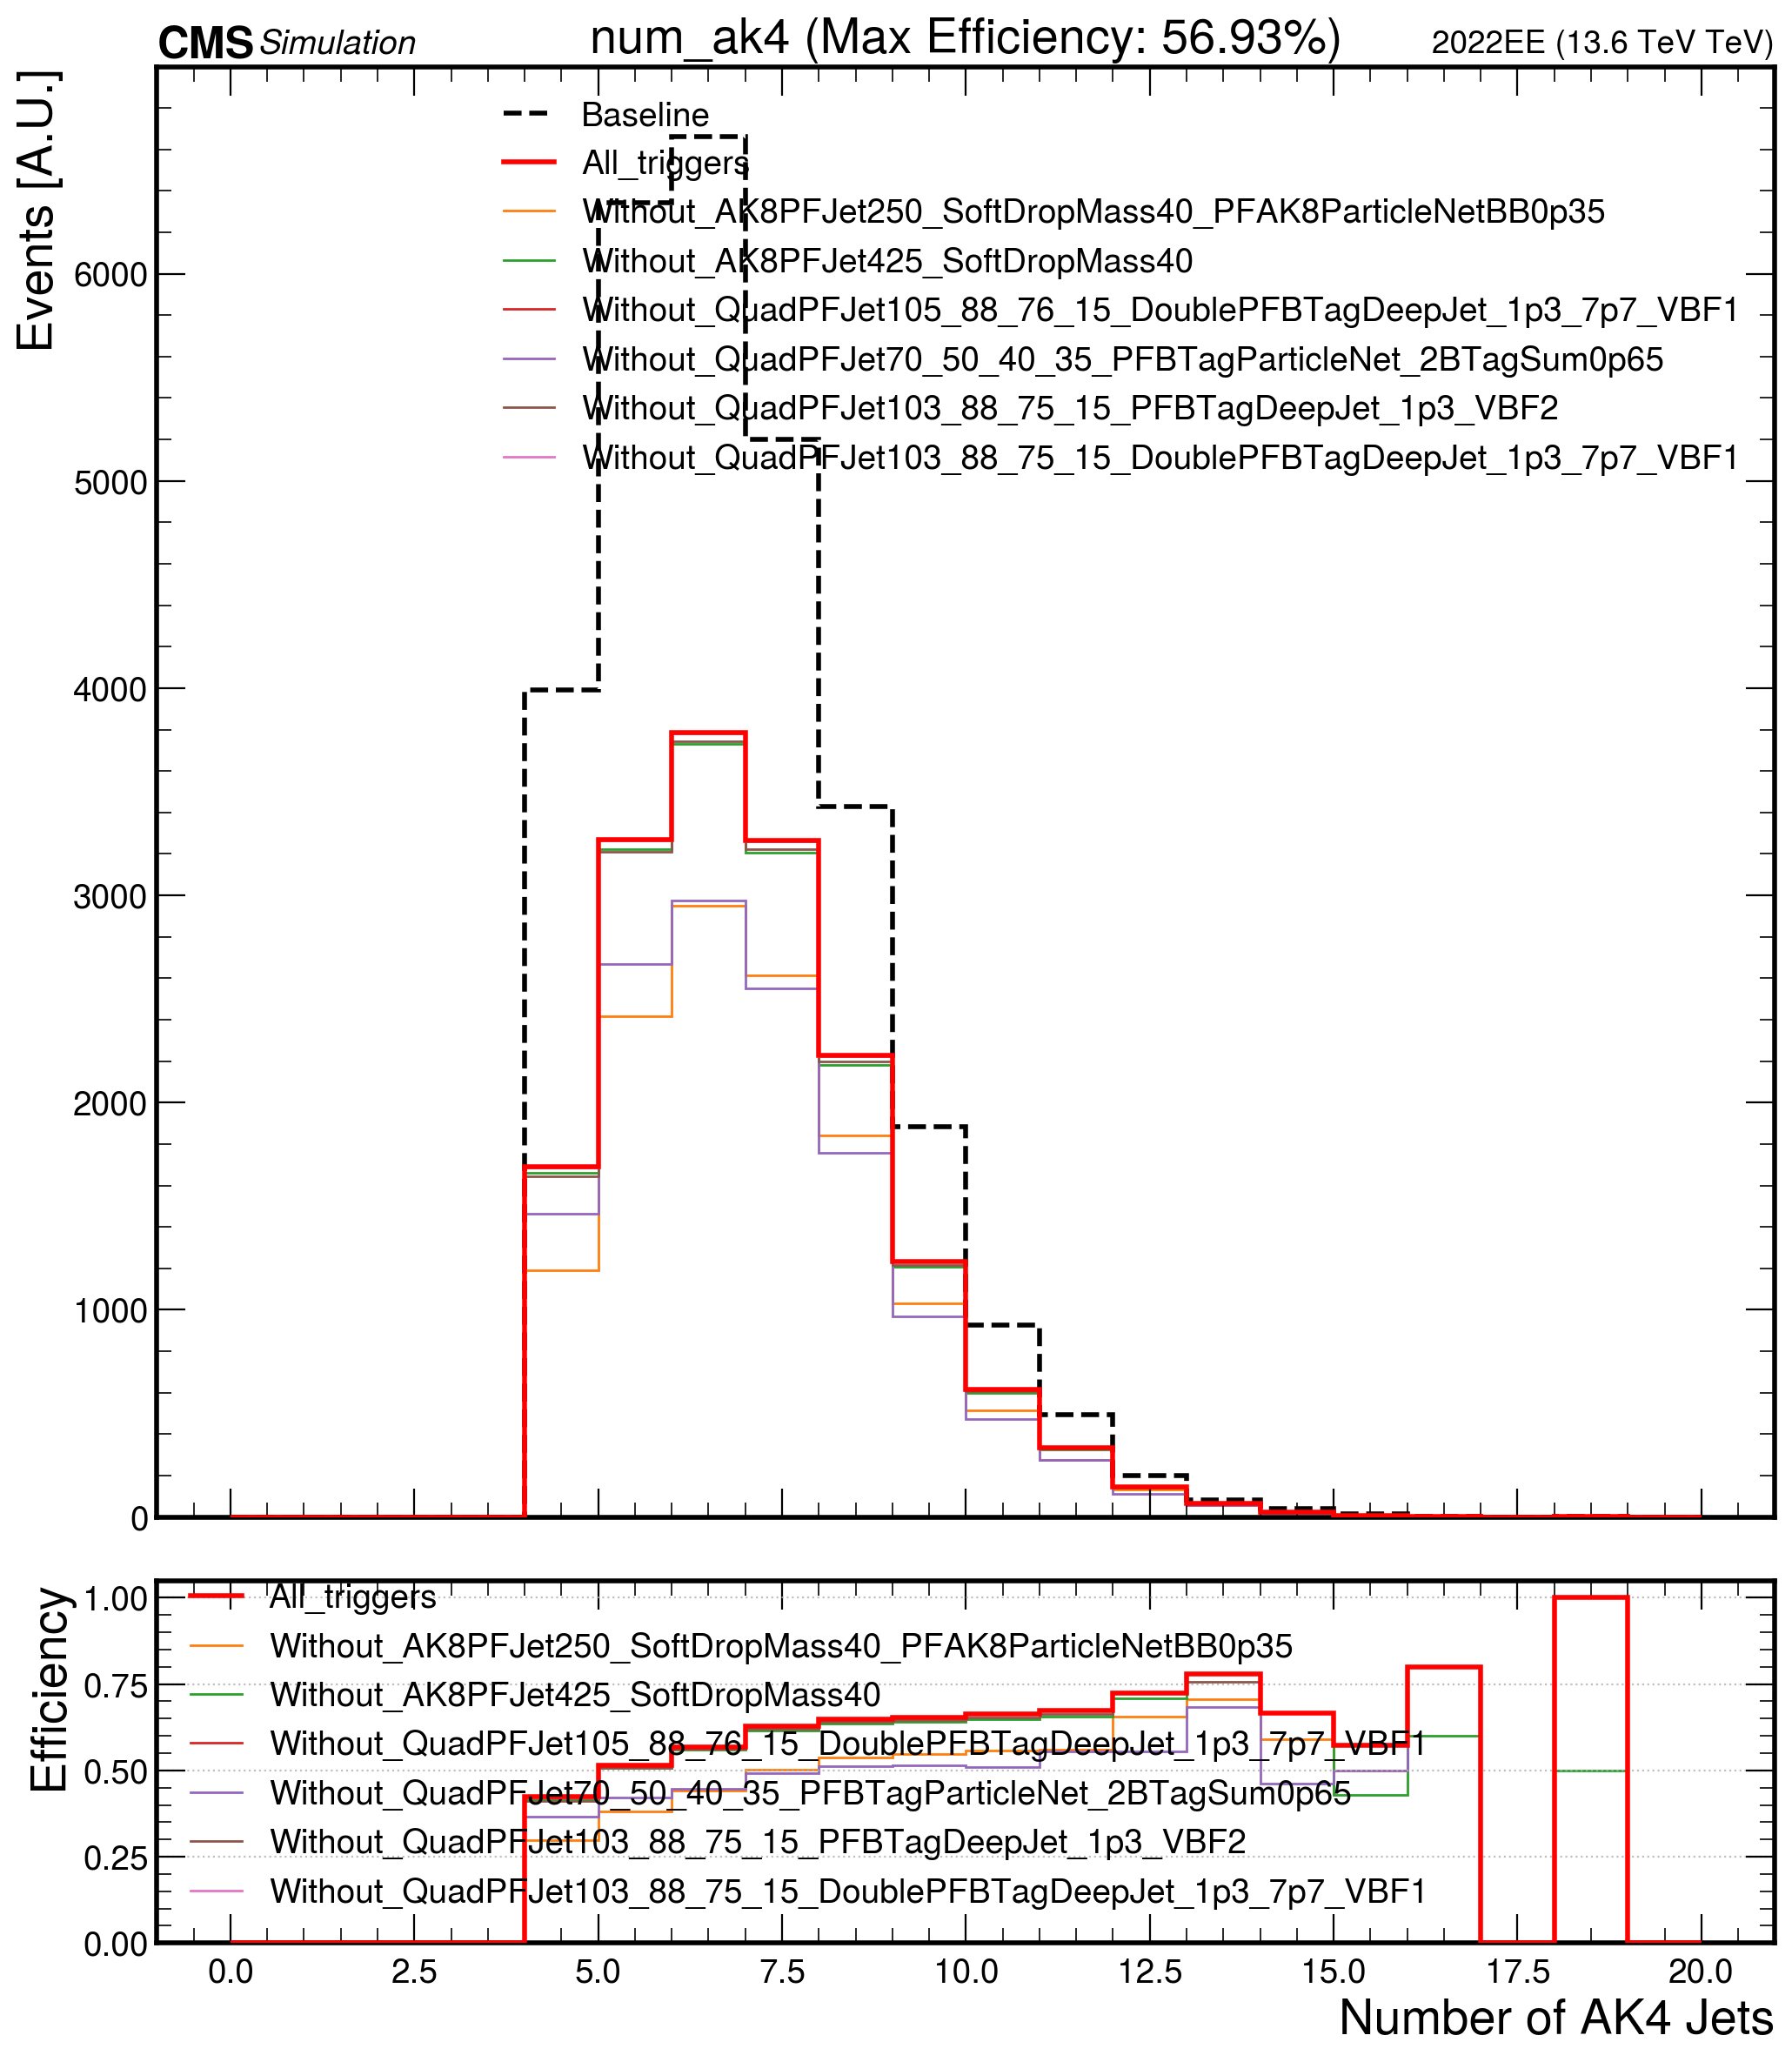 CMS Simulation num_ak4 (Max Efficiency: 56.93%) 2022EE (13.6 TeV TeV)
Events [A.U.]
Baseline
All_triggers
Without_AK8PFJet250_SoftDropMass40_PFAK8ParticleNetBB0p35
Without_AK8PFJet425_SoftDropMass40
Without_QuadPFJet105_88_76_15_DoublePFBTagDeepJet_1p3_7p7_VBF1
Without_QuadPFJet70_50_40_35_PFBTagParticleNet_2BTagSum0p65
Without_QuadPFJet103_88_75_15_PFBTagDeepJet_1p3_VBF2
Without_QuadPFJet103_88_75_15_DoublePFBTagDeepJet_1p3_7p7_VBF1
6000
5000
4000
3000
2000
1000
0
Efficiency
1.00
0.75
0.50
0.25
0.00
All_triggers
Without_AK8PFJet250_SoftDropMass40_PFAK8ParticleNetBB0p35
Without_AK8PFJet425_SoftDropMass40
Without_QuadPFJet105_88_76_15_DoublePFBTagDeepJet_1p3_7p7_VBF1
Without_QuadPFJet70_50_40_35_PFBTagParticleNet_2BTagSum0p65
Without_QuadPFJet103_88_75_15_PFBTagDeepJet_1p3_VBF2
Without_QuadPFJet103_88_75_15_DoublePFBTagDeepJet_1p3_7p7_VBF1
0.0 2.5 5.0 7.5 10.0 12.5 15.0 17.5 20.0
Number of AK4 Jets